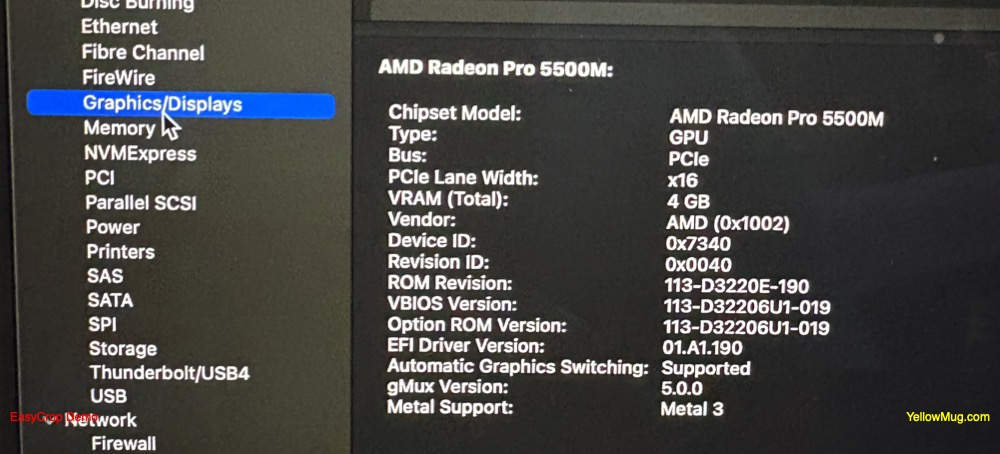 Disc Burning
Ethernet
Fibre Channel
FireWire
Graphics/Displays
Memory
NVMExpress
PCI
Parallel SCSI
Power
Printers
SAS
SATA
SPI
Storage
Thunderbolt/USB4
USB
Network
Firewall
AMD Radeon Pro 5500M:
Chipset Model: AMD Radeon Pro 5500M
Type: GPU
Bus: PCIe
PCIe Lane Width: x16
VRAM (Total): 4 GB
Vendor: AMD (0x1002)
Device ID: 0x7340
Revision ID: 0x0040
ROM Revision: 113-D3220E-190
VBIOS Version: 113-D32206U1-019
Option ROM Version: 113-D32206U1-019
EFI Driver Version: 01.A1.190
Automatic Graphics Switching: Supported
gMux Version: 5.0.0
Metal Support: Metal 3
EasyCrop Demo
YellowMug.com